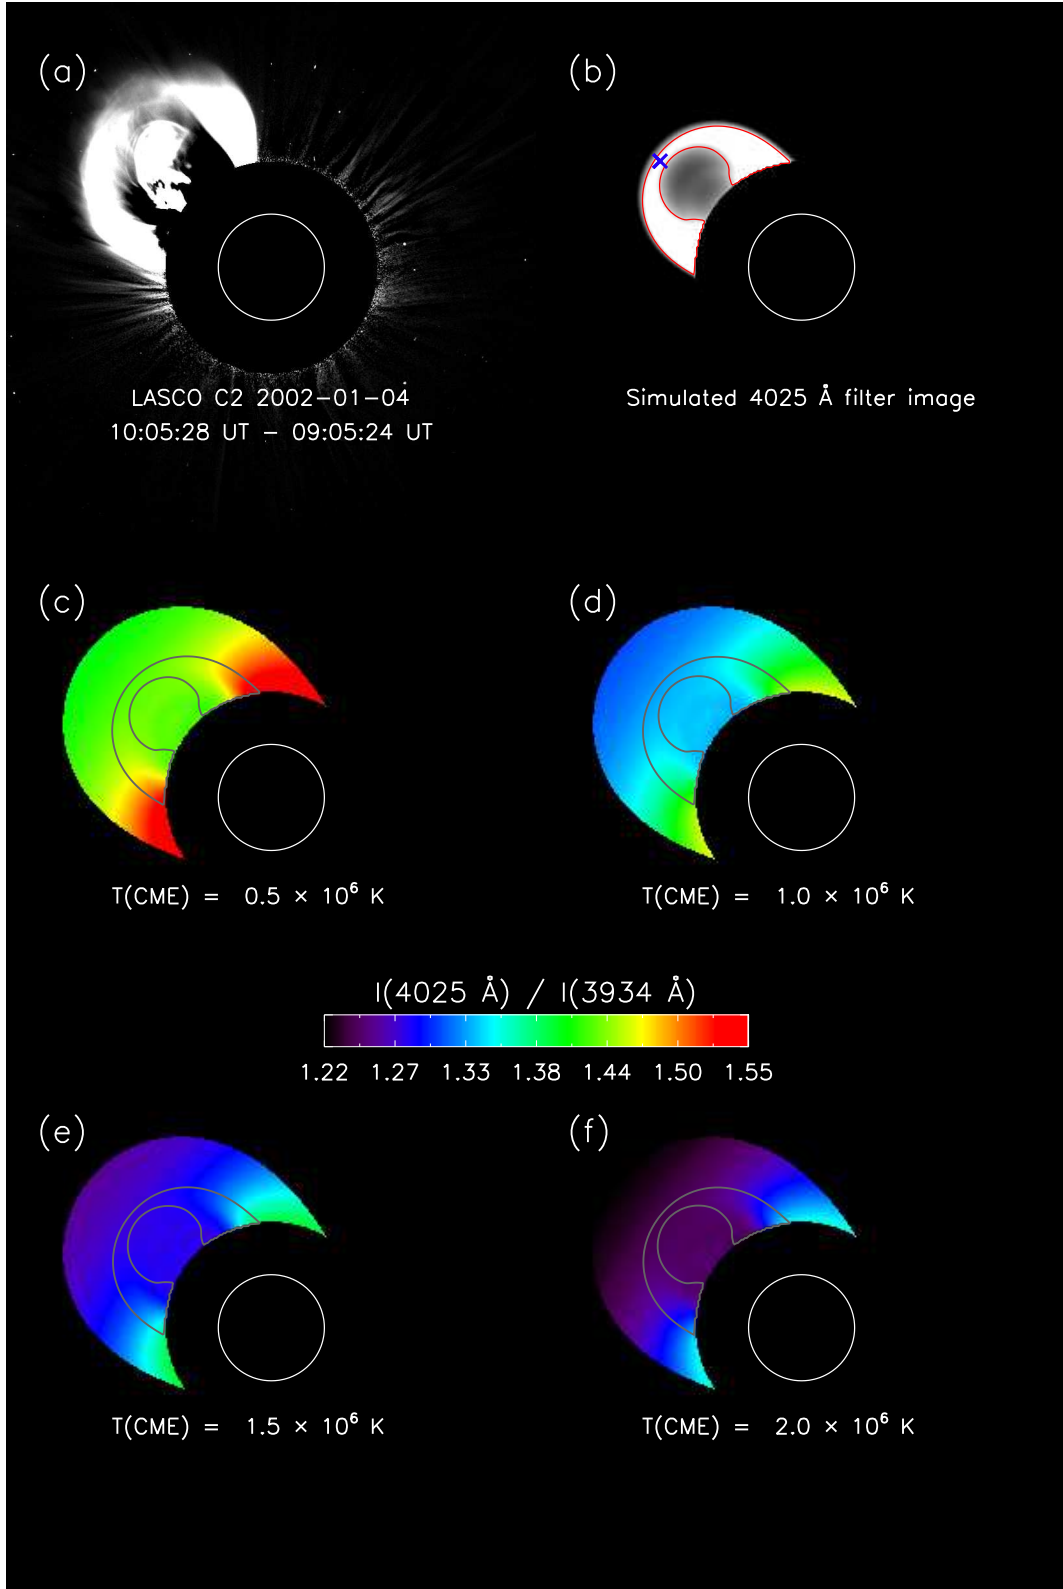 (a)
(b)
LASCO C2 2002-01-04
10:05:28 UT - 09:05:24 UT
Simulated 4025 Å filter image
(c)
(d)
T(CME) = 0.5 × 10⁶ K
T(CME) = 1.0 × 10⁶ K
I(4025 Å) / I(3934 Å)
1.22 1.27 1.33 1.38 1.44 1.50 1.55
(e)
(f)
T(CME) = 1.5 × 10⁶ K
T(CME) = 2.0 × 10⁶ K